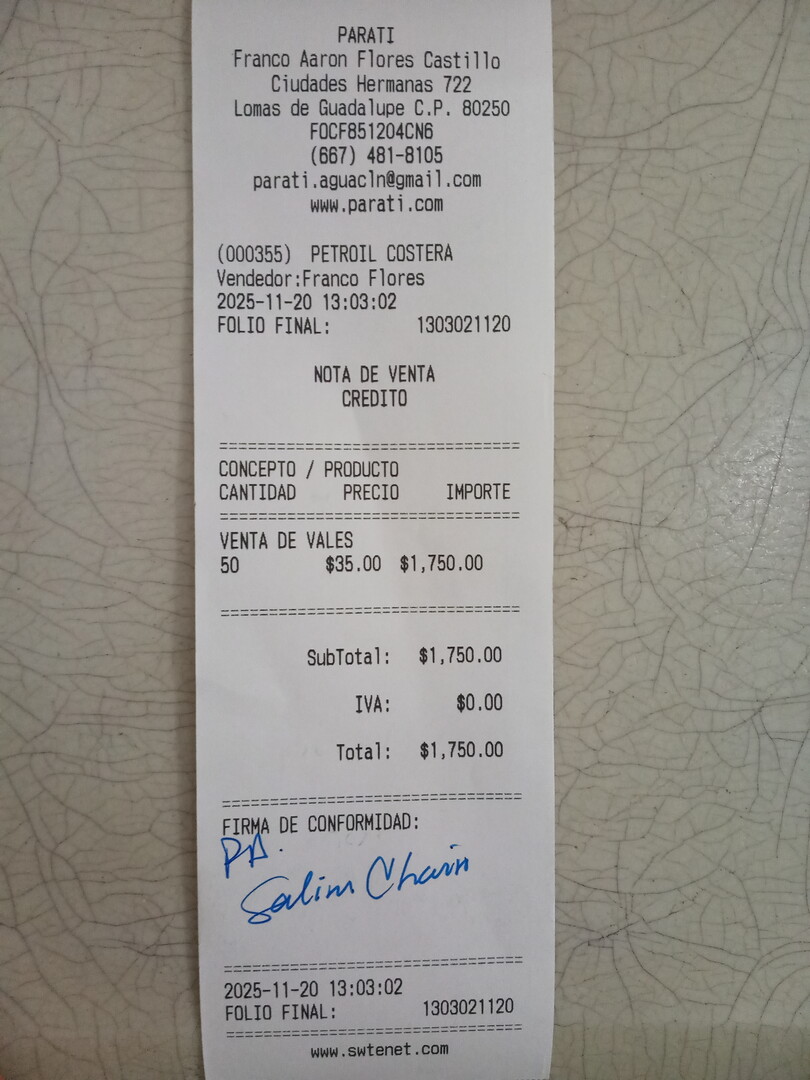 PARATI
Franco Aaron Flores Castillo
Ciudades Hermanas 722
Lomas de Guadalupe C.P. 80250
FOCF851204CN6
(667) 481-8105
parati.aguacln@gmail.com
www.parati.com
(000355) PETROIL COSTERA
Vendedor:Franco Flores
2025-11-20 13:03:02
FOLIO FINAL: 1303021120
NOTA DE VENTA
CREDITO
================================
CONCEPTO / PRODUCTO
CANTIDAD PRECIO IMPORTE
================================
VENTA DE VALES
50 $35.00 $1,750.00
================================
SubTotal: $1,750.00
IVA: $0.00
Total: $1,750.00
================================
FIRMA DE CONFORMIDAD:
PA.
Salim Chain
================================
2025-11-20 13:03:02
FOLIO FINAL: 1303021120
================================
www.swtenet.com